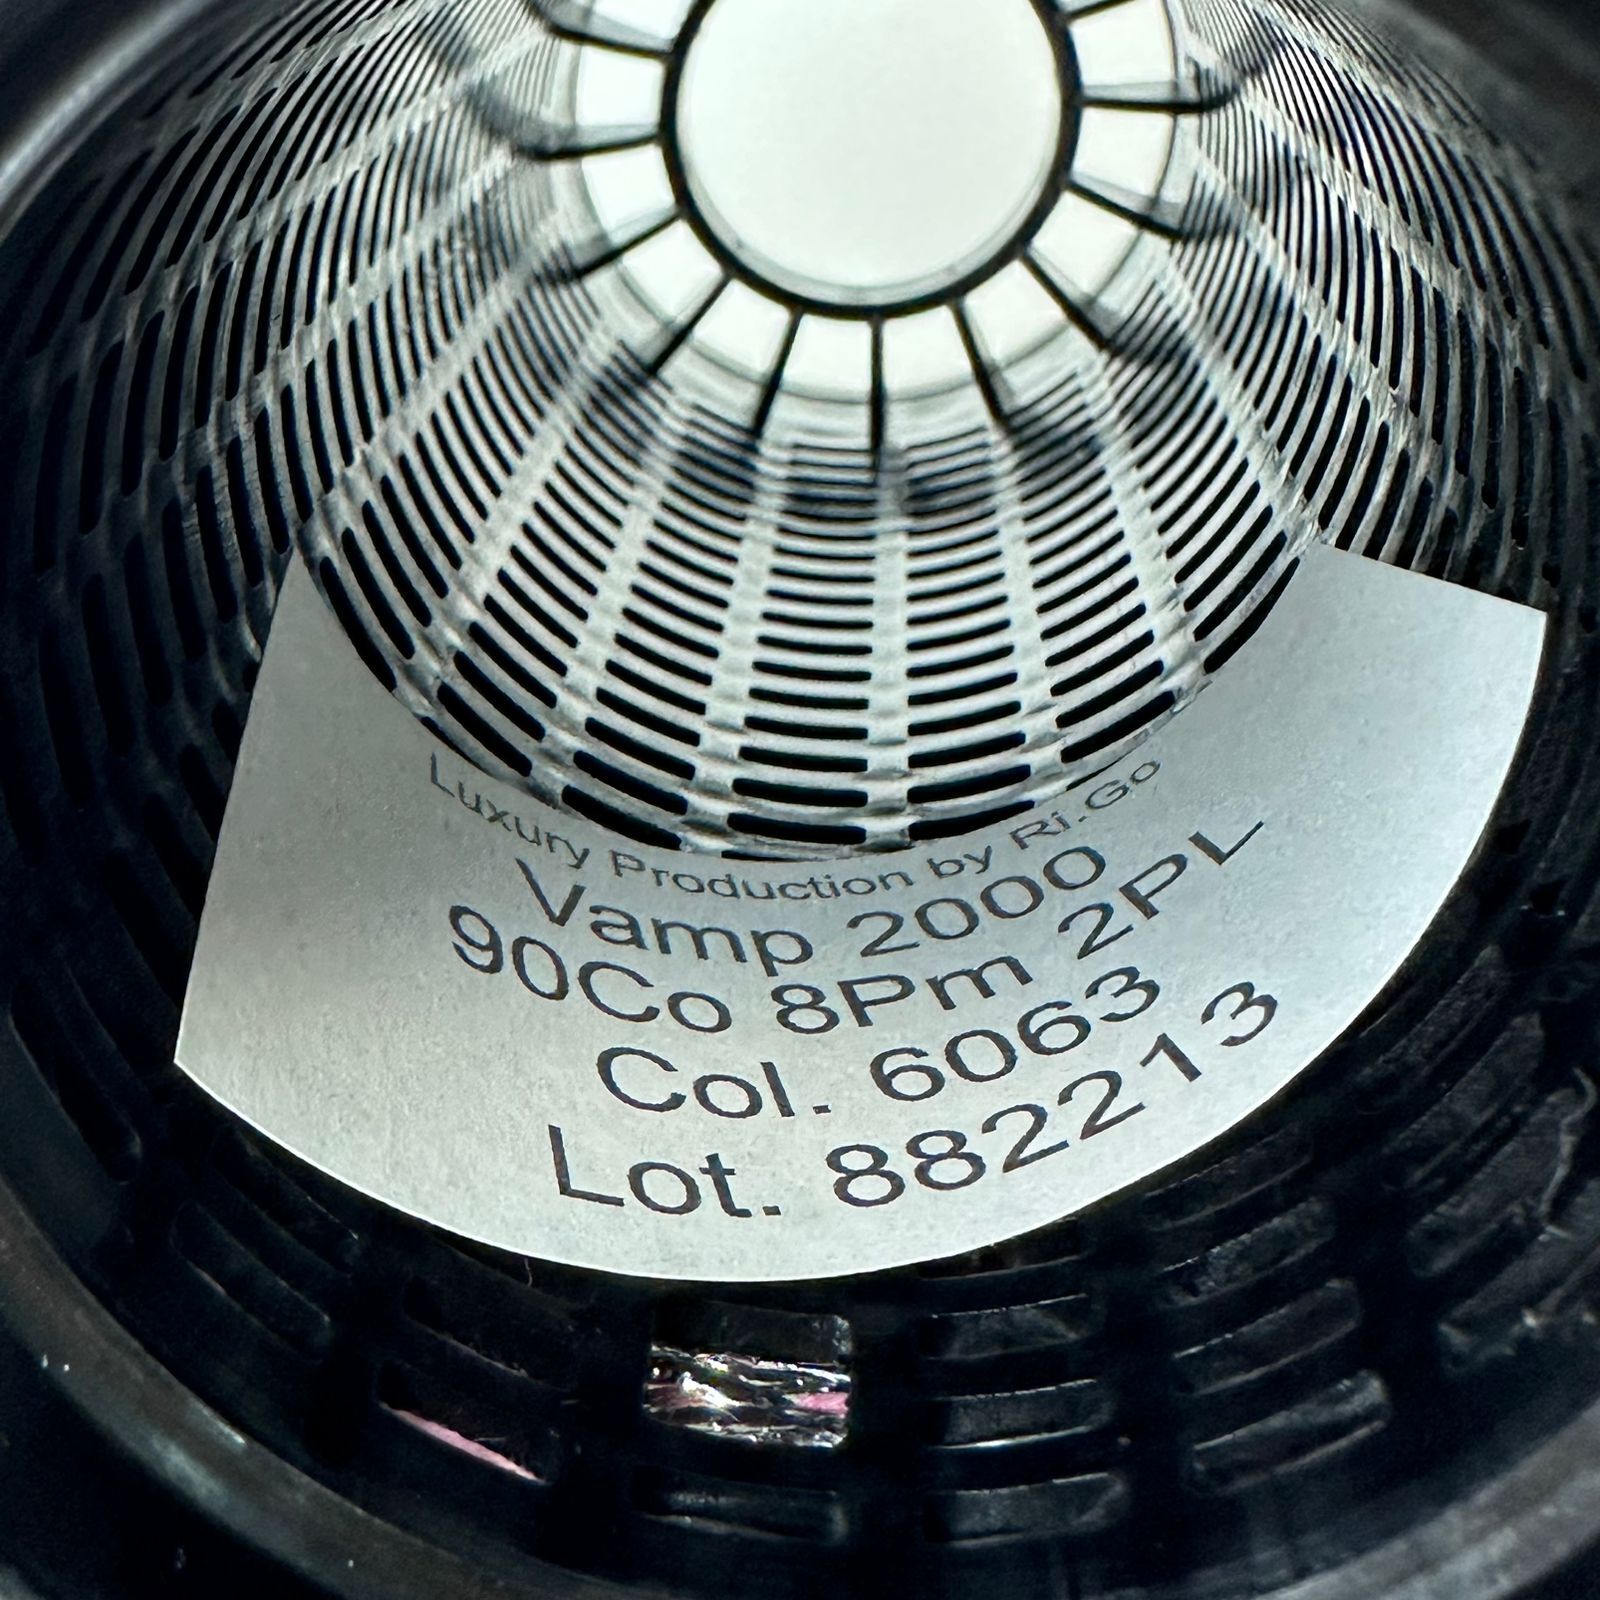 Luxury Production by Ri.Go
Vamp 2000
90Co 8Pm 2PL
Col. 6063
Lot. 882213